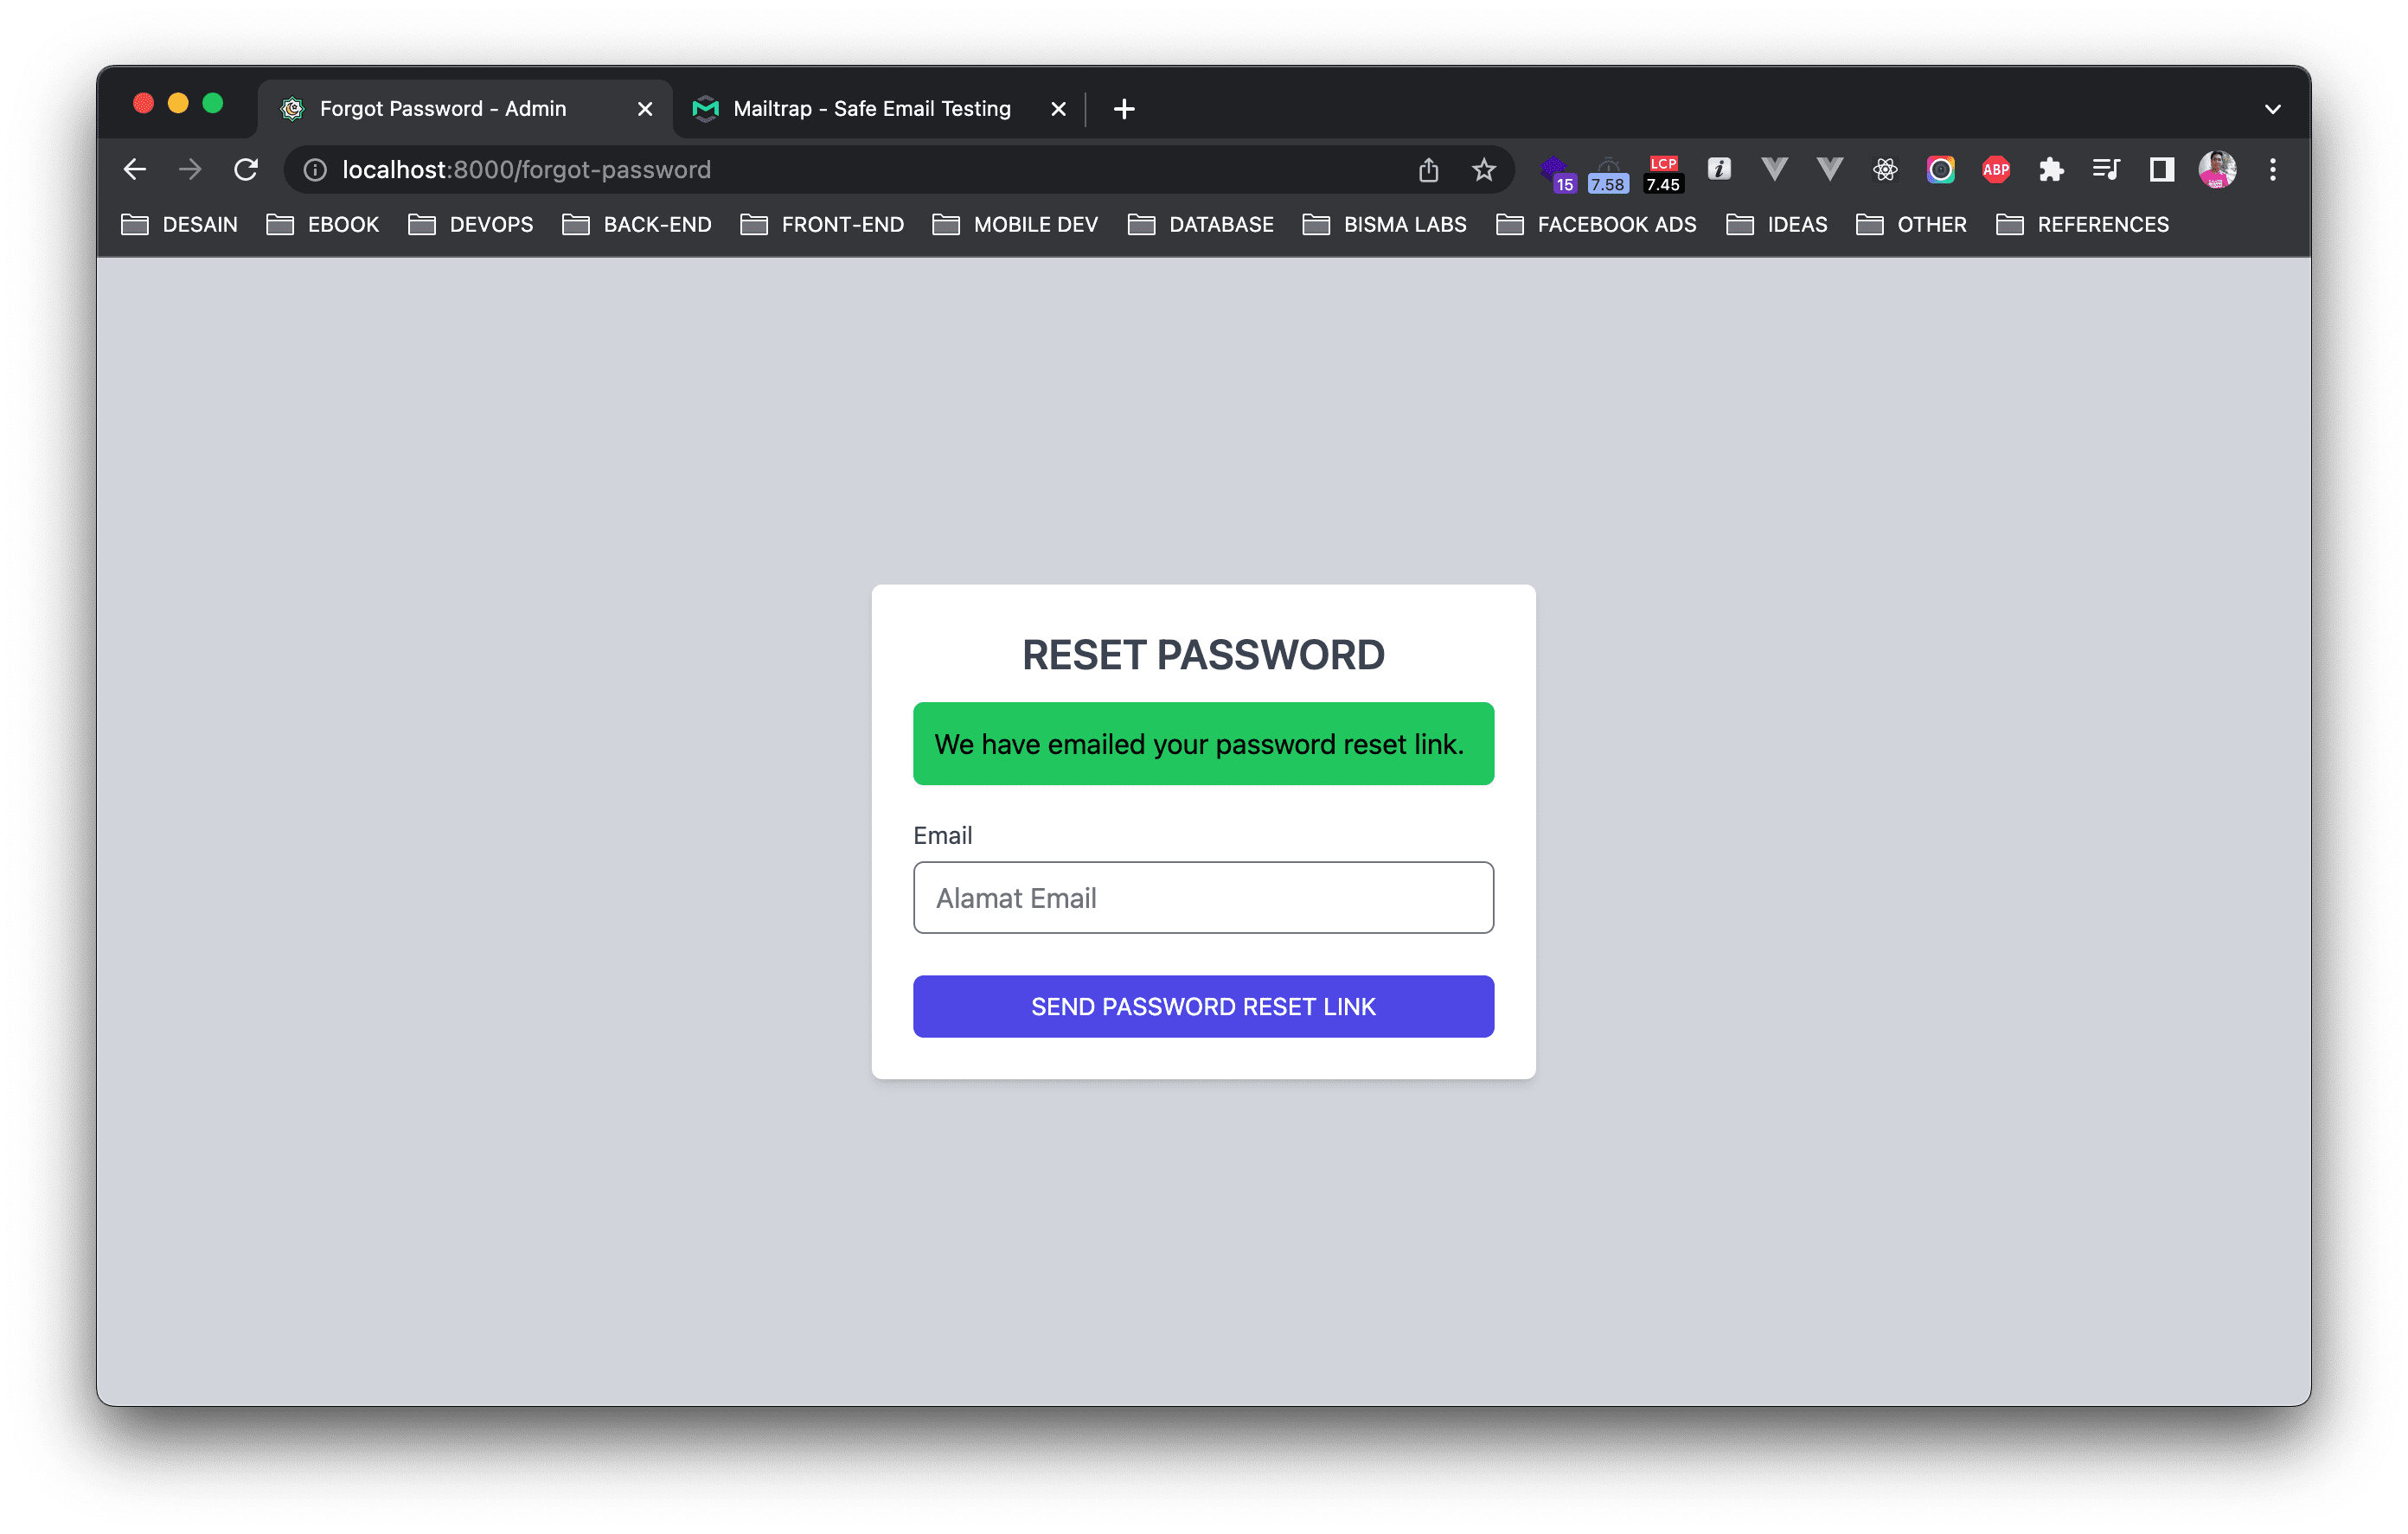 Forgot Password - Admin
Mailtrap - Safe Email Testing
localhost:8000/forgot-password
15
7.58
LCP
7.45
i
ABP
DESAIN
EBOOK
DEVOPS
BACK-END
FRONT-END
MOBILE DEV
DATABASE
BISMA LABS
FACEBOOK ADS
IDEAS
OTHER
REFERENCES
RESET PASSWORD
We have emailed your password reset link.
Email
Alamat Email
SEND PASSWORD RESET LINK